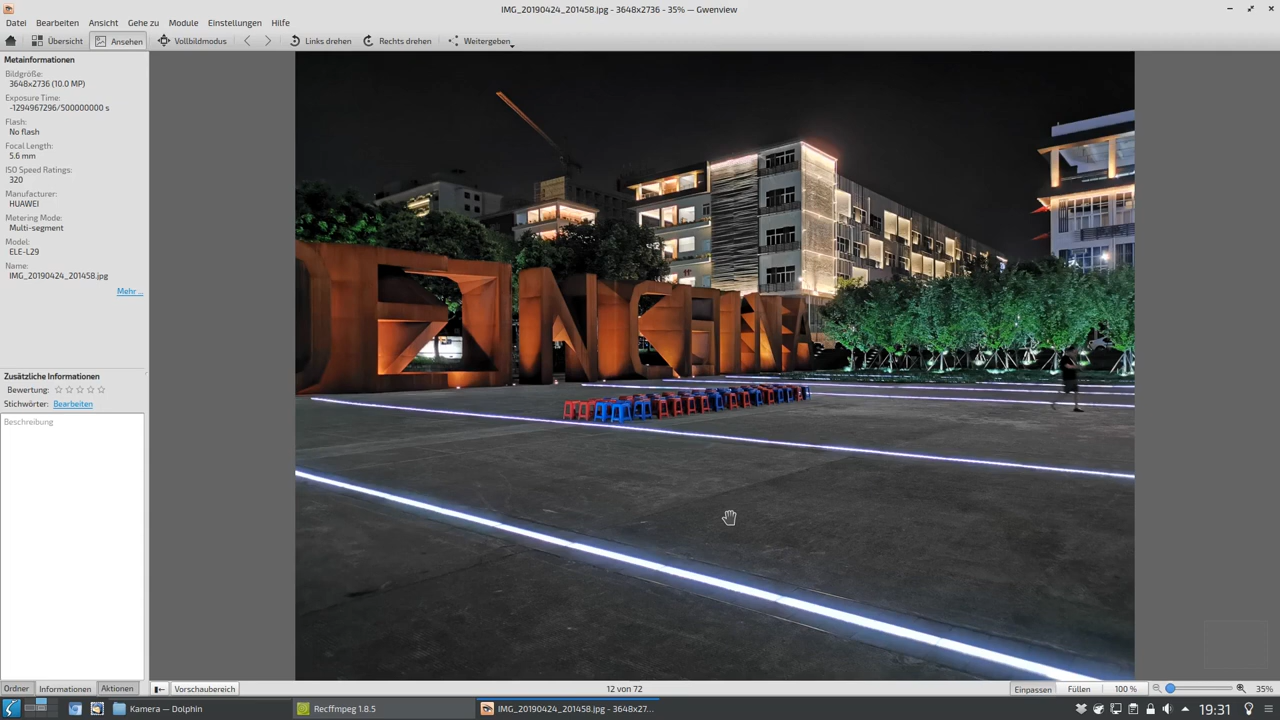 IMG_20190424_201458.jpg - 3648x2736 - 35% — Gwenview
Datei Bearbeiten Ansicht Gehe zu Module Einstellungen Hilfe
Übersicht Ansehen Vollbildmodus Links drehen Rechts drehen Weitergeben
Metainformationen
Bildgröße:
3648x2736 (10.0 MP)
Exposure Time:
-1294967296/500000000 s
Flash:
No flash
Focal Length:
5.6 mm
ISO Speed Ratings:
320
Manufacturer:
HUAWEI
Metering Mode:
Multi-segment
Model:
ELE-L29
Name:
IMG_20190424_201458.jpg
Mehr ...
Zusätzliche Informationen
Bewertung:
Stichwörter: Bearbeiten
Beschreibung
Ordner Informationen Aktionen Vorschaubereich 12 von 72 Einpassen Füllen 100 % 35%
Kamera — Dolphin Recffmpeg 1.8.5 IMG_20190424_201458.jpg - 3648x27... 19:31